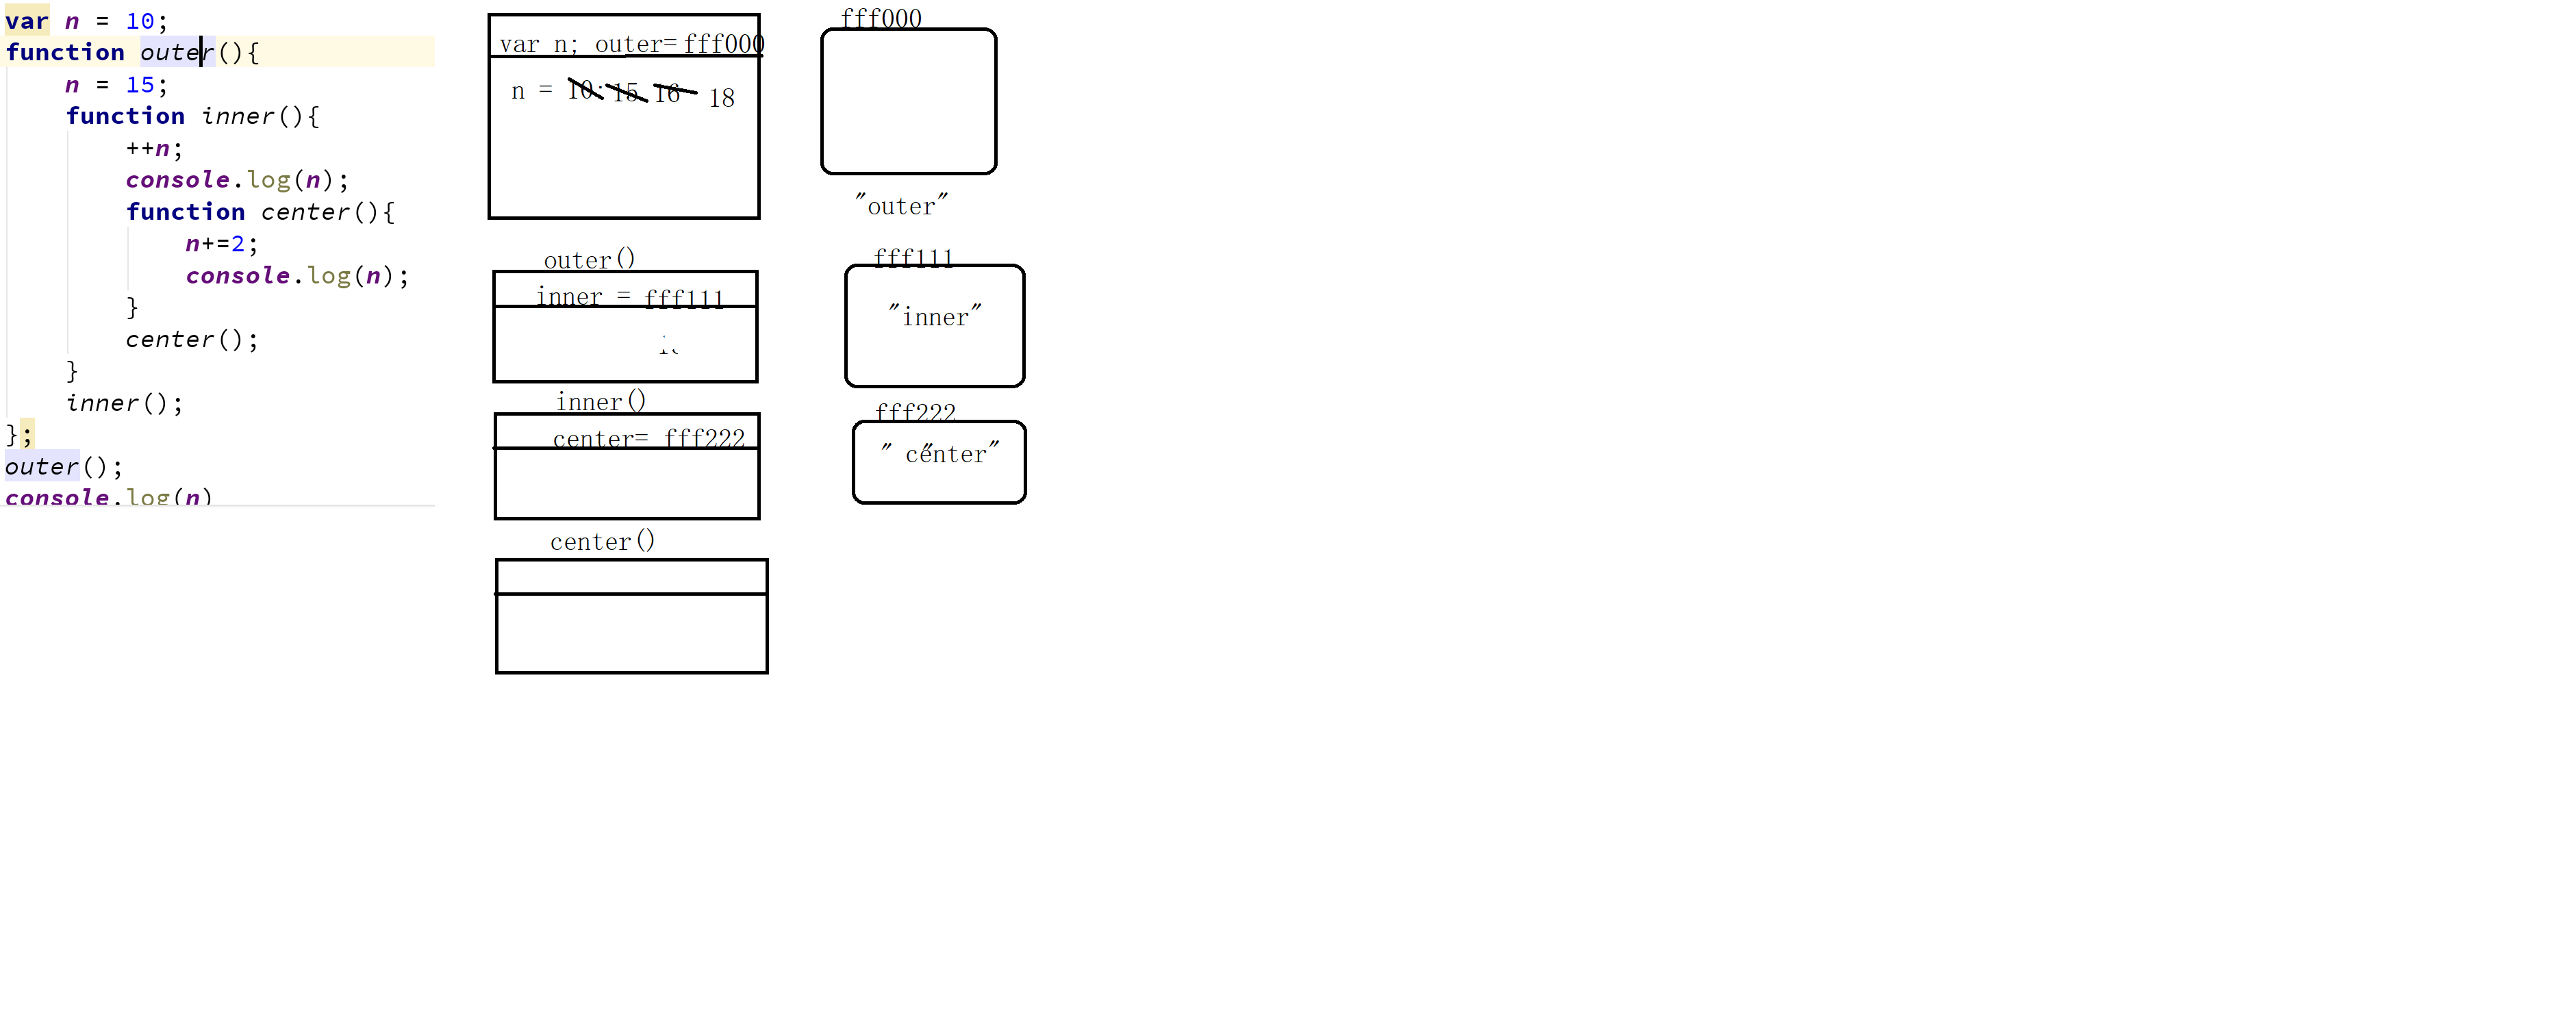 var n = 10;
function outer(){
n = 15;
function inner(){
++n;
console.log(n);
function center(){
n+=2;
console.log(n);
}
center();
}
inner();
};
outer();
console.log(n)
var n; outer= fff000
n = 10; 15 16 18
outer()
inner = fff111
inner()
center= fff222
center()
fff000
"outer"
fff111
"inner"
fff222
" center"